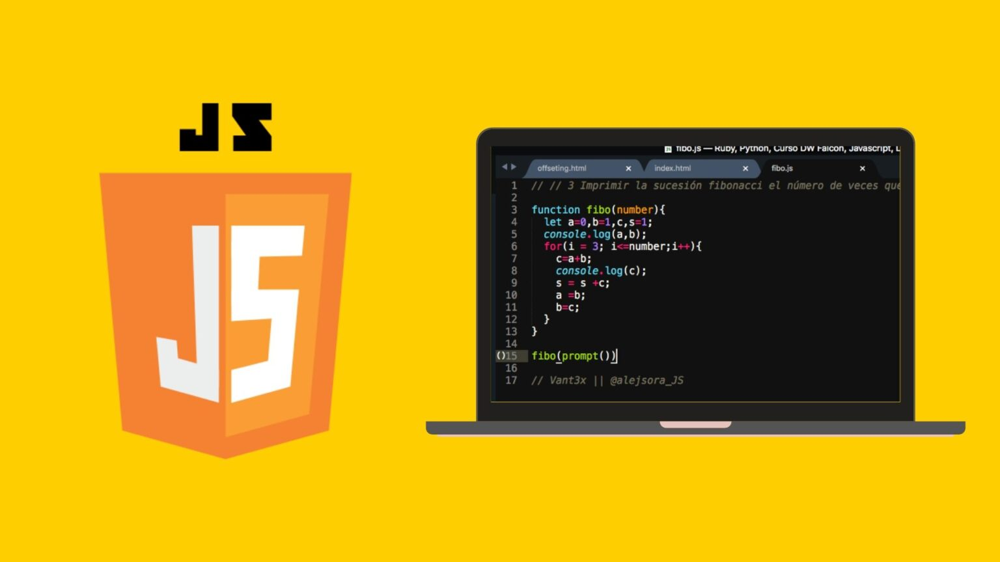 JS
JS
fibo.js — Ruby, Python, Curso DW Falcon, Javascript, L
offseting.html
index.html
fibo.js
1 // // 3 Imprimir la sucesión fibonacci el número de veces que
2
3 function fibo(number){
4 let a=0,b=1,c,s=1;
5 console.log(a,b);
6 for(i = 3; i<=number;i++){
7 c=a+b;
8 console.log(c);
9 s = s +c;
10 a =b;
11 b=c;
12 }
13 }
14
()15 fibo(prompt())
16
17 // Vant3x || @alejsora_JS